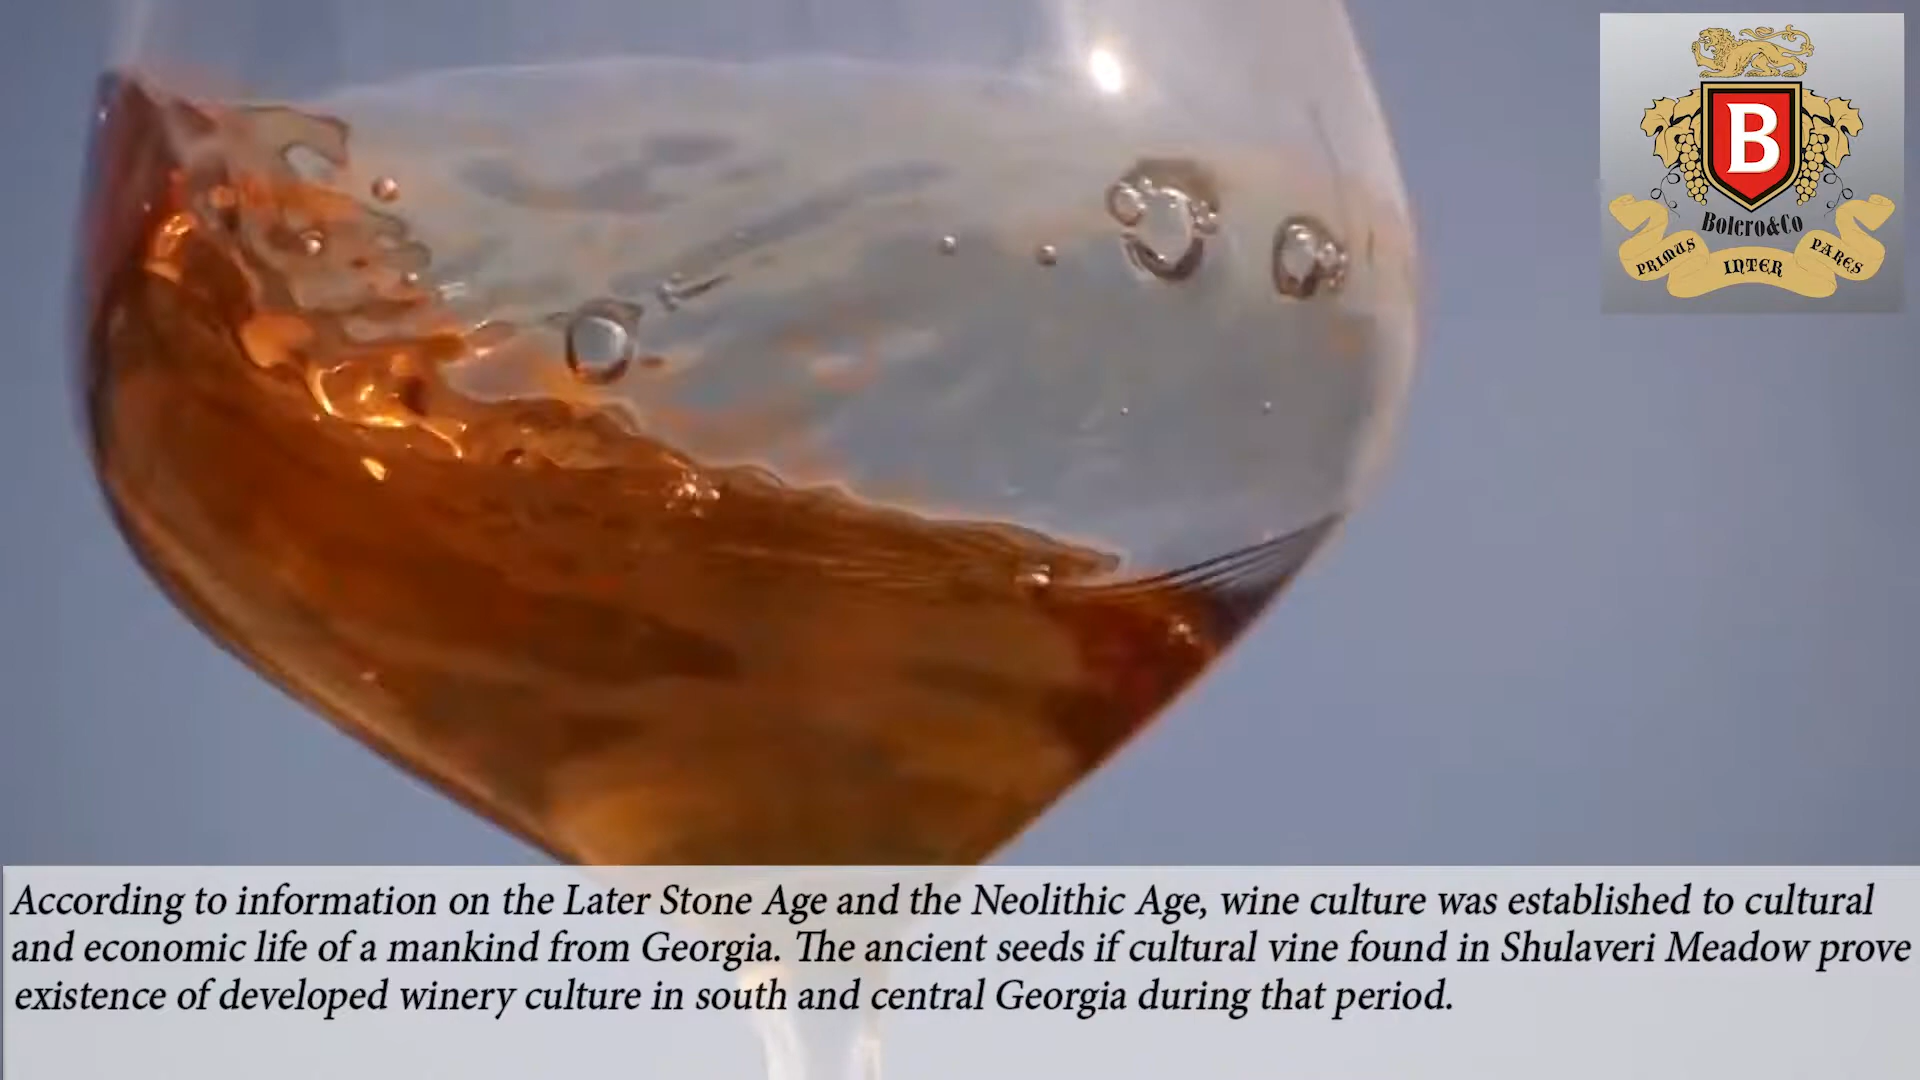 B
Bolero&Co
PRIMUS INTER PARES
According to information on the Later Stone Age and the Neolithic Age, wine culture was established to cultural
and economic life of a mankind from Georgia. The ancient seeds if cultural vine found in Shulaveri Meadow prove
existence of developed winery culture in south and central Georgia during that period.